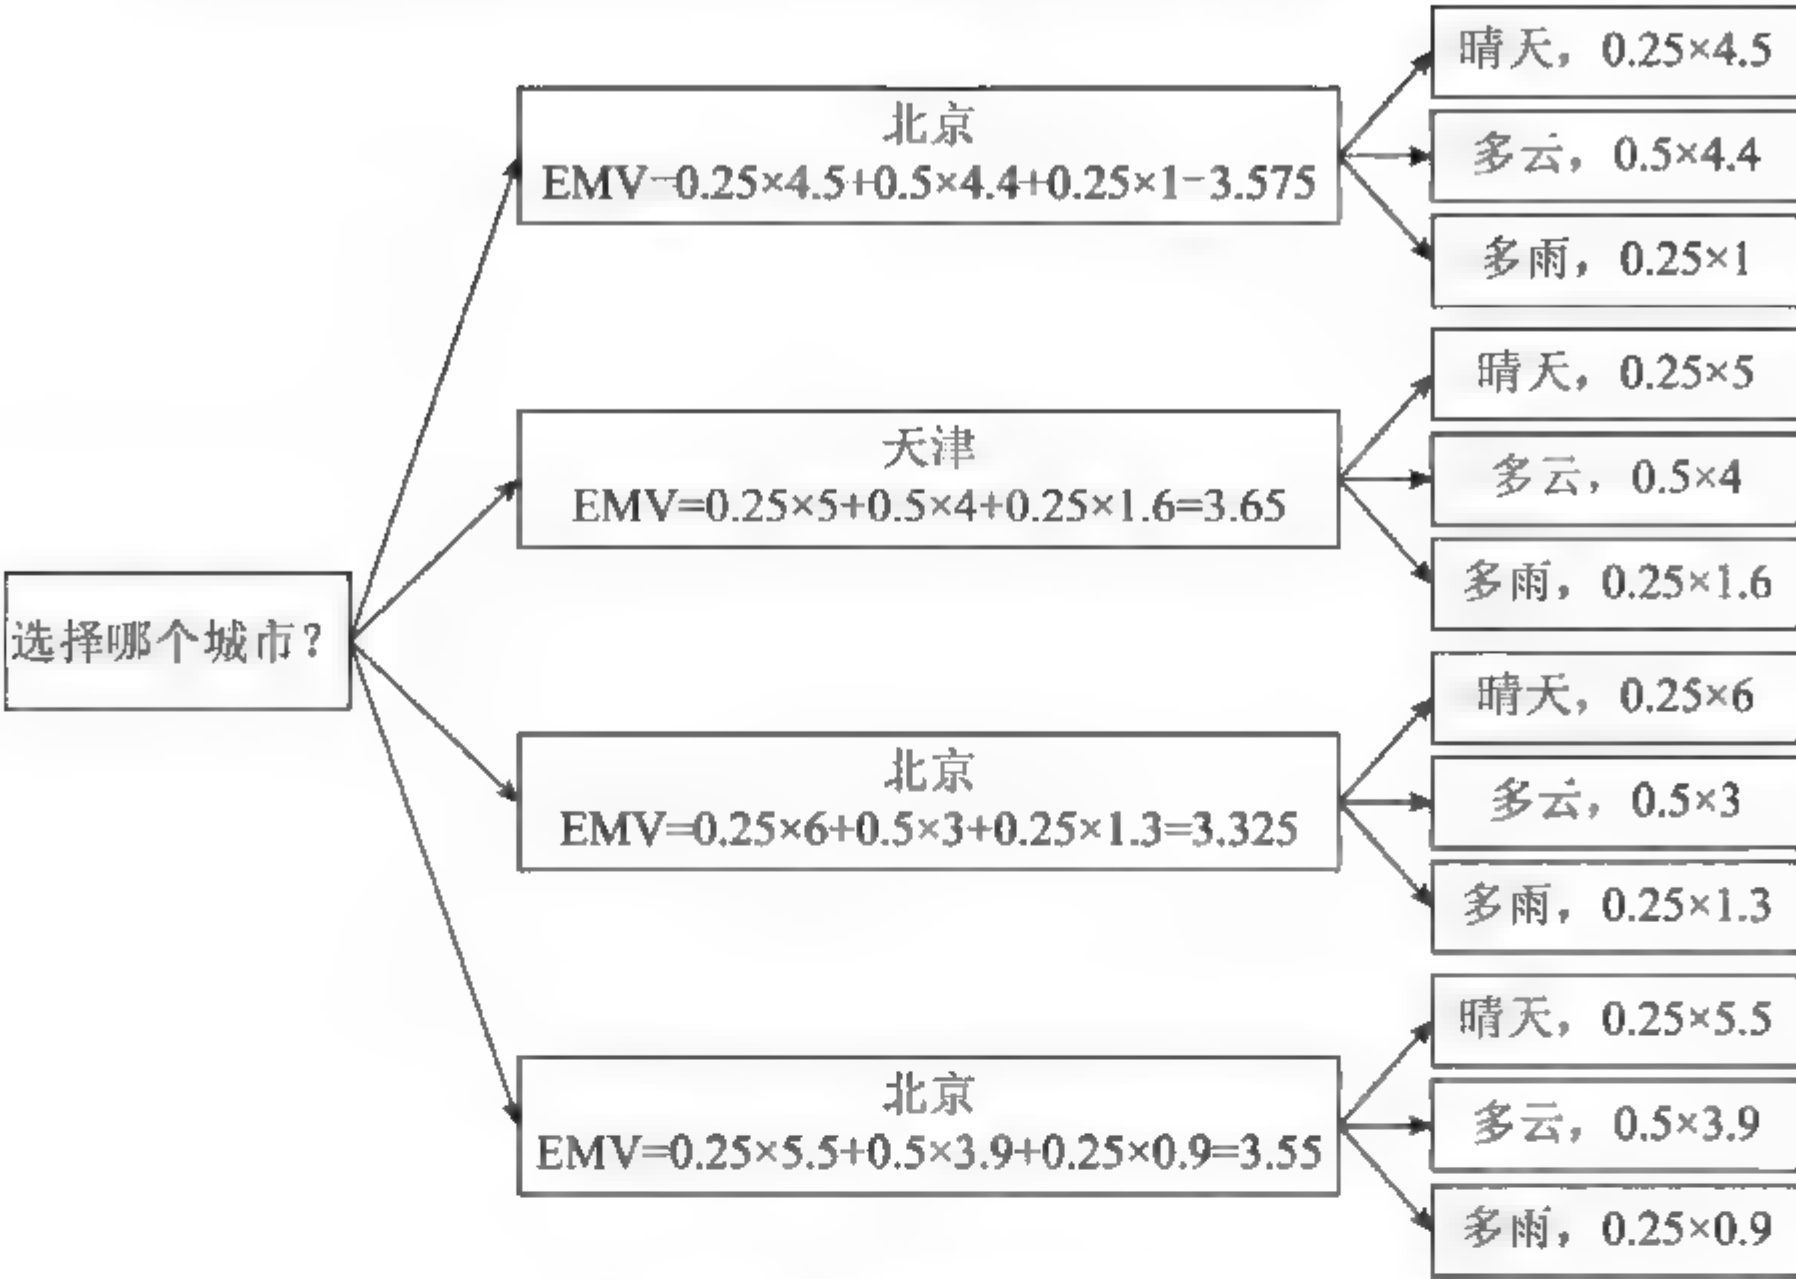 晴天，0.25×4.5
北京
EMV=0.25×4.5+0.5×4.4+0.25×1=3.575
多云，0.5×4.4
多雨，0.25×1
晴天，0.25×5
天津
EMV=0.25×5+0.5×4+0.25×1.6=3.65
多云，0.5×4
多雨，0.25×1.6
选择哪个城市？
晴天，0.25×6
北京
EMV=0.25×6+0.5×3+0.25×1.3=3.325
多云，0.5×3
多雨，0.25×1.3
晴天，0.25×5.5
北京
EMV=0.25×5.5+0.5×3.9+0.25×0.9=3.55
多云，0.5×3.9
多雨，0.25×0.9